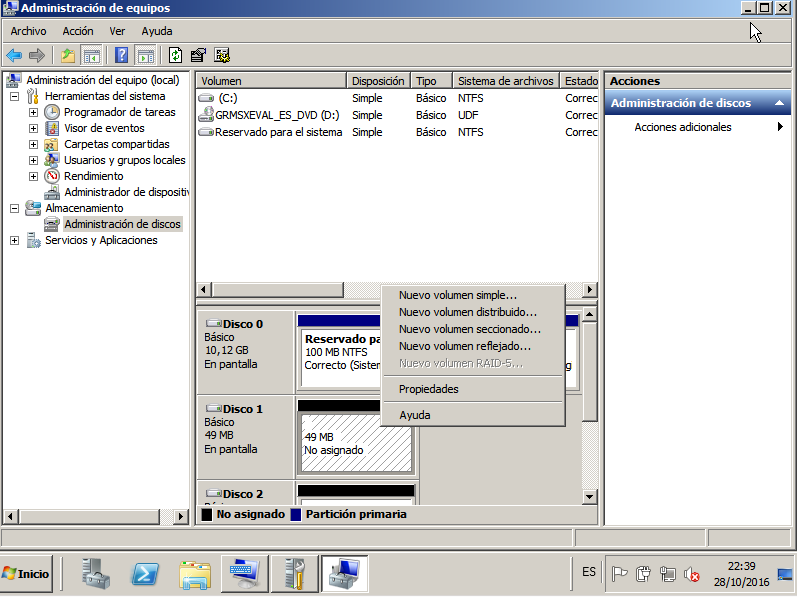 Administración de equipos
Archivo Acción Ver Ayuda
Administración del equipo (local)
Herramientas del sistema
Programador de tareas
Visor de eventos
Carpetas compartidas
Usuarios y grupos locales
Rendimiento
Administrador de dispositiv
Almacenamiento
Administración de discos
Servicios y Aplicaciones
Volumen Disposición Tipo Sistema de archivos Estado
(C:) Simple Básico NTFS Correc
GRMSXEVAL_ES_DVD (D:) Simple Básico UDF Correc
Reservado para el sistema Simple Básico NTFS Correc
Acciones
Administración de discos
Acciones adicionales
Nuevo volumen simple...
Nuevo volumen distribuido...
Nuevo volumen seccionado...
Nuevo volumen reflejado...
Nuevo volumen RAID-5...
Propiedades
Ayuda
Disco 0
Básico
10,12 GB
En pantalla
Reservado pa
100 MB NTFS
Correcto (Sister
g
Disco 1
Básico
49 MB
En pantalla
49 MB
No asignado
Disco 2
No asignado Partición primaria
Inicio
ES
22:39
28/10/2016